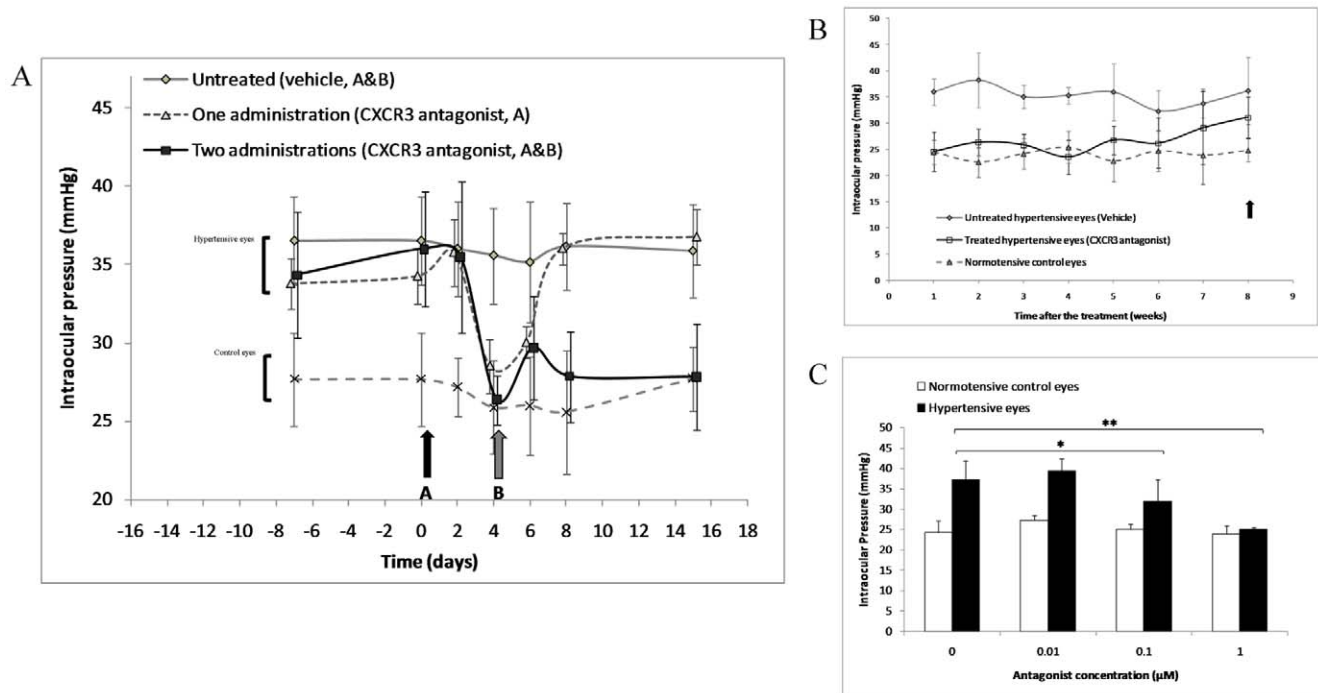 A
Untreated (vehicle, A&B)
One administration (CXCR3 antagonist, A)
Two administrations (CXCR3 antagonist, A&B)
Intraocular pressure (mmHg)
45
40
35
30
25
20
Hypertensive eyes
Control eyes
A
B
-16 -14 -12 -10 -8 -6 -4 -2 0 2 4 6 8 10 12 14 16 18
Time (days)
B
Intraocular pressure (mmHg)
50
45
40
35
30
25
20
15
10
5
0
Untreated hypertensive eyes (Vehicle)
Treated hypertensive eyes (CXCR3 antagonist)
Normotensive control eyes
0 1 2 3 4 5 6 7 8 9
Time after the treatment (weeks)
C
Normotensive control eyes
Hypertensive eyes
Intraocular Pressure (mmHg)
50
45
40
35
30
25
20
15
10
5
0
**
*
0 0.01 0.1 1
Antagonist concentration (µM)